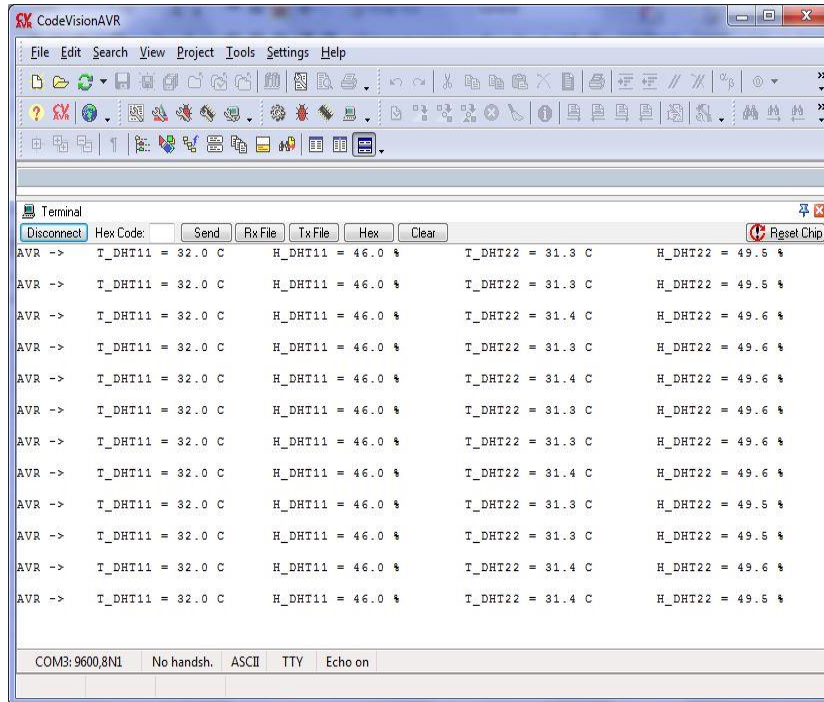 CodeVisionAVR
File Edit Search View Project Tools Settings Help
Terminal
Disconnect Hex Code: Send Rx File Tx File Hex Clear Reset Chip
AVR -> T_DHT11 = 32.0 C H_DHT11 = 46.0 % T_DHT22 = 31.3 C H_DHT22 = 49.5 %
AVR -> T_DHT11 = 32.0 C H_DHT11 = 46.0 % T_DHT22 = 31.3 C H_DHT22 = 49.5 %
AVR -> T_DHT11 = 32.0 C H_DHT11 = 46.0 % T_DHT22 = 31.4 C H_DHT22 = 49.6 %
AVR -> T_DHT11 = 32.0 C H_DHT11 = 46.0 % T_DHT22 = 31.3 C H_DHT22 = 49.6 %
AVR -> T_DHT11 = 32.0 C H_DHT11 = 46.0 % T_DHT22 = 31.4 C H_DHT22 = 49.6 %
AVR -> T_DHT11 = 32.0 C H_DHT11 = 46.0 % T_DHT22 = 31.3 C H_DHT22 = 49.6 %
AVR -> T_DHT11 = 32.0 C H_DHT11 = 46.0 % T_DHT22 = 31.3 C H_DHT22 = 49.6 %
AVR -> T_DHT11 = 32.0 C H_DHT11 = 46.0 % T_DHT22 = 31.4 C H_DHT22 = 49.6 %
AVR -> T_DHT11 = 32.0 C H_DHT11 = 46.0 % T_DHT22 = 31.3 C H_DHT22 = 49.5 %
AVR -> T_DHT11 = 32.0 C H_DHT11 = 46.0 % T_DHT22 = 31.3 C H_DHT22 = 49.5 %
AVR -> T_DHT11 = 32.0 C H_DHT11 = 46.0 % T_DHT22 = 31.4 C H_DHT22 = 49.6 %
AVR -> T_DHT11 = 32.0 C H_DHT11 = 46.0 % T_DHT22 = 31.4 C H_DHT22 = 49.5 %
COM3: 9600,8N1 No handsh. ASCII TTY Echo on